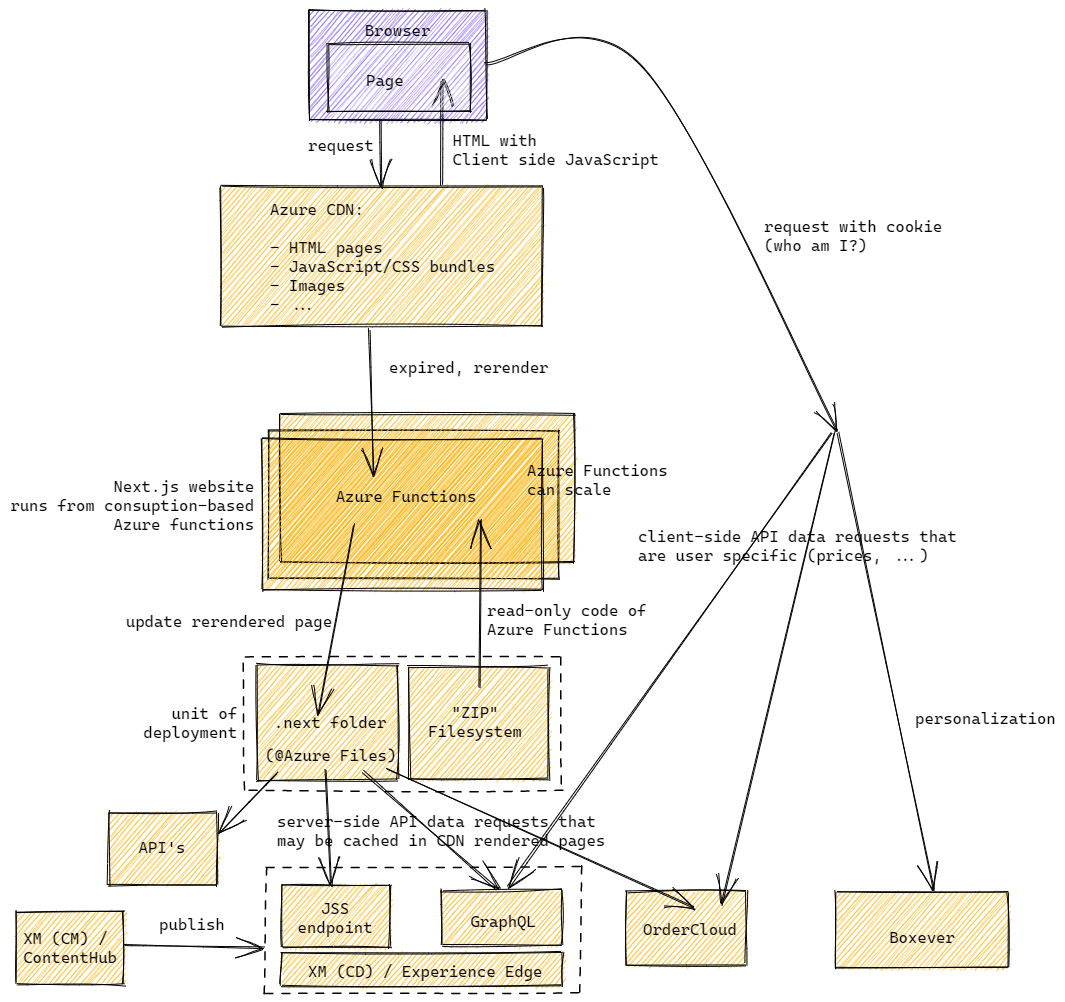 Browser
Page
request
HTML with
Client side JavaScript
Azure CDN:
- HTML pages
- JavaScript/CSS bundles
- Images
- ...
request with cookie
(who am I?)
expired, rerender
Next.js website
runs from consuption-based
Azure functions
Azure Functions
Azure Functions
can scale
client-side API data requests that
are user specific (prices, ...)
update rerendered page
read-only code of
Azure Functions
unit of
deployment
.next folder
(@Azure Files)
"ZIP"
Filesystem
personalization
server-side API data requests that
may be cached in CDN rendered pages
API's
XM (CM) /
ContentHub
publish
JSS
endpoint
GraphQL
XM (CD) / Experience Edge
OrderCloud
Boxever